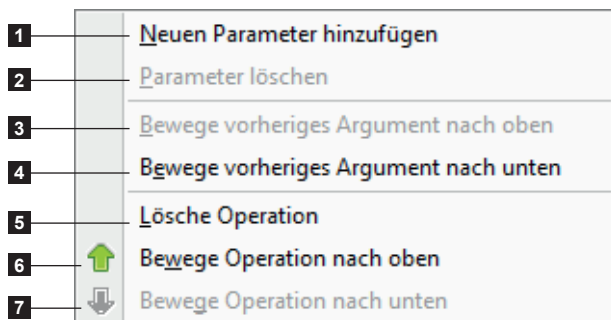 1 Neuen Parameter hinzufügen
2 Parameter löschen
3 Bewege vorheriges Argument nach oben
4 Bewege vorheriges Argument nach unten
5 Lösche Operation
6 Bewege Operation nach oben
7 Bewege Operation nach unten